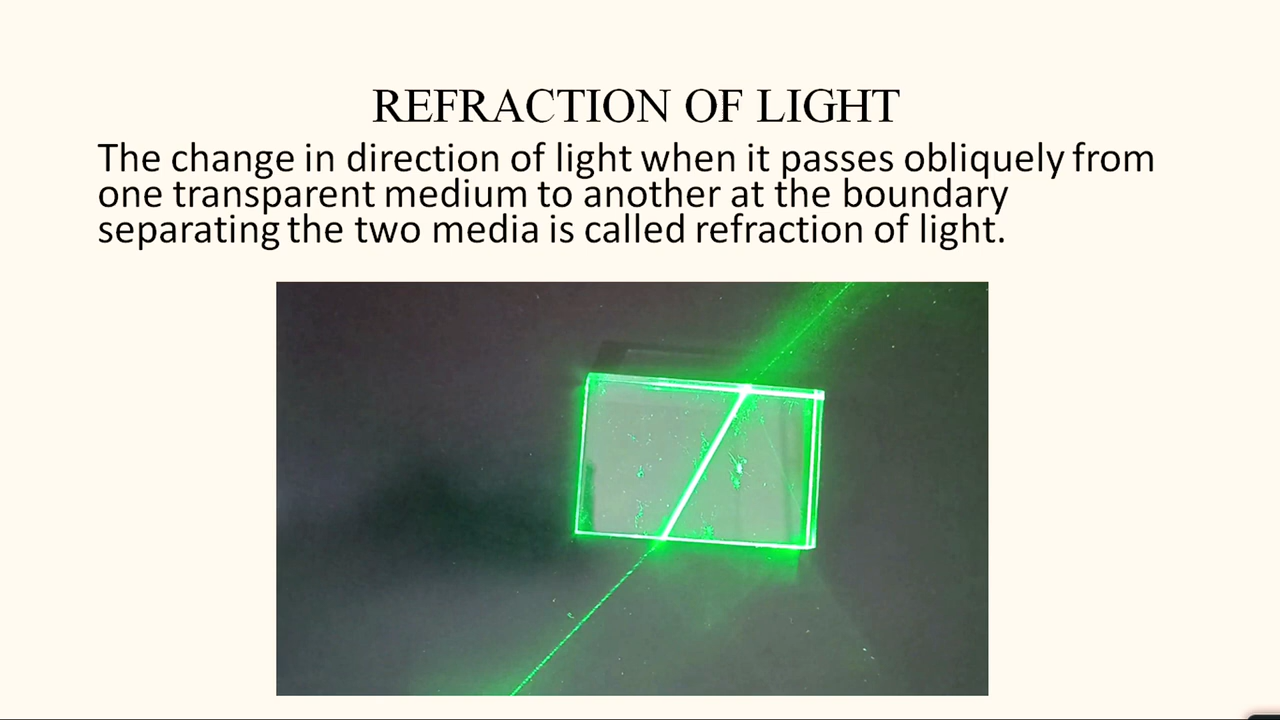 REFRACTION OF LIGHT
The change in direction of light when it passes obliquely from
one transparent medium to another at the boundary
separating the two media is called refraction of light.